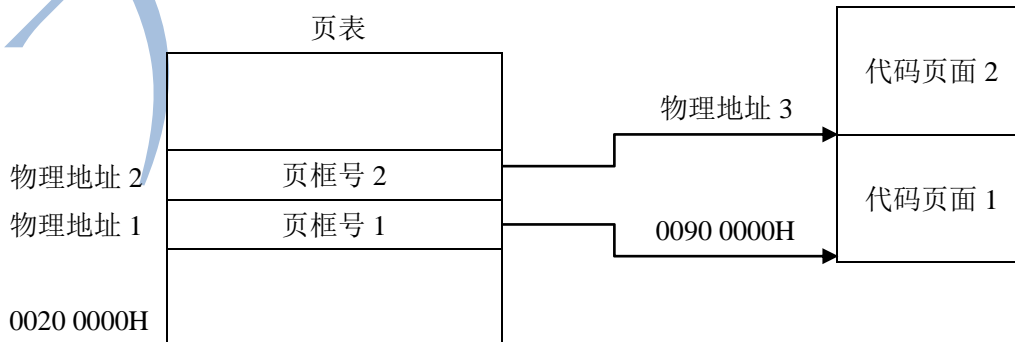 页表
代码页面 2
物理地址 3
物理地址 2
页框号 2
代码页面 1
物理地址 1
页框号 1
0090 0000H
0020 0000H